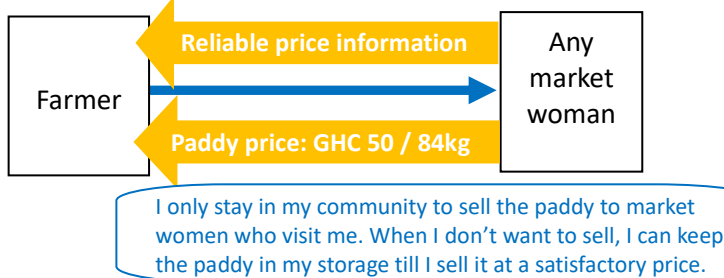 Reliable price information
Any
market
woman
Farmer
Paddy price: GHC 50 / 84kg
I only stay in my community to sell the paddy to market
women who visit me. When I don’t want to sell, I can keep
the paddy in my storage till I sell it at a satisfactory price.